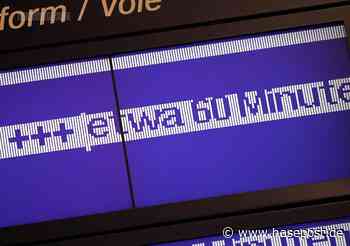 form / Voie
+++ etwa 60 Minute
www.hasepost.de